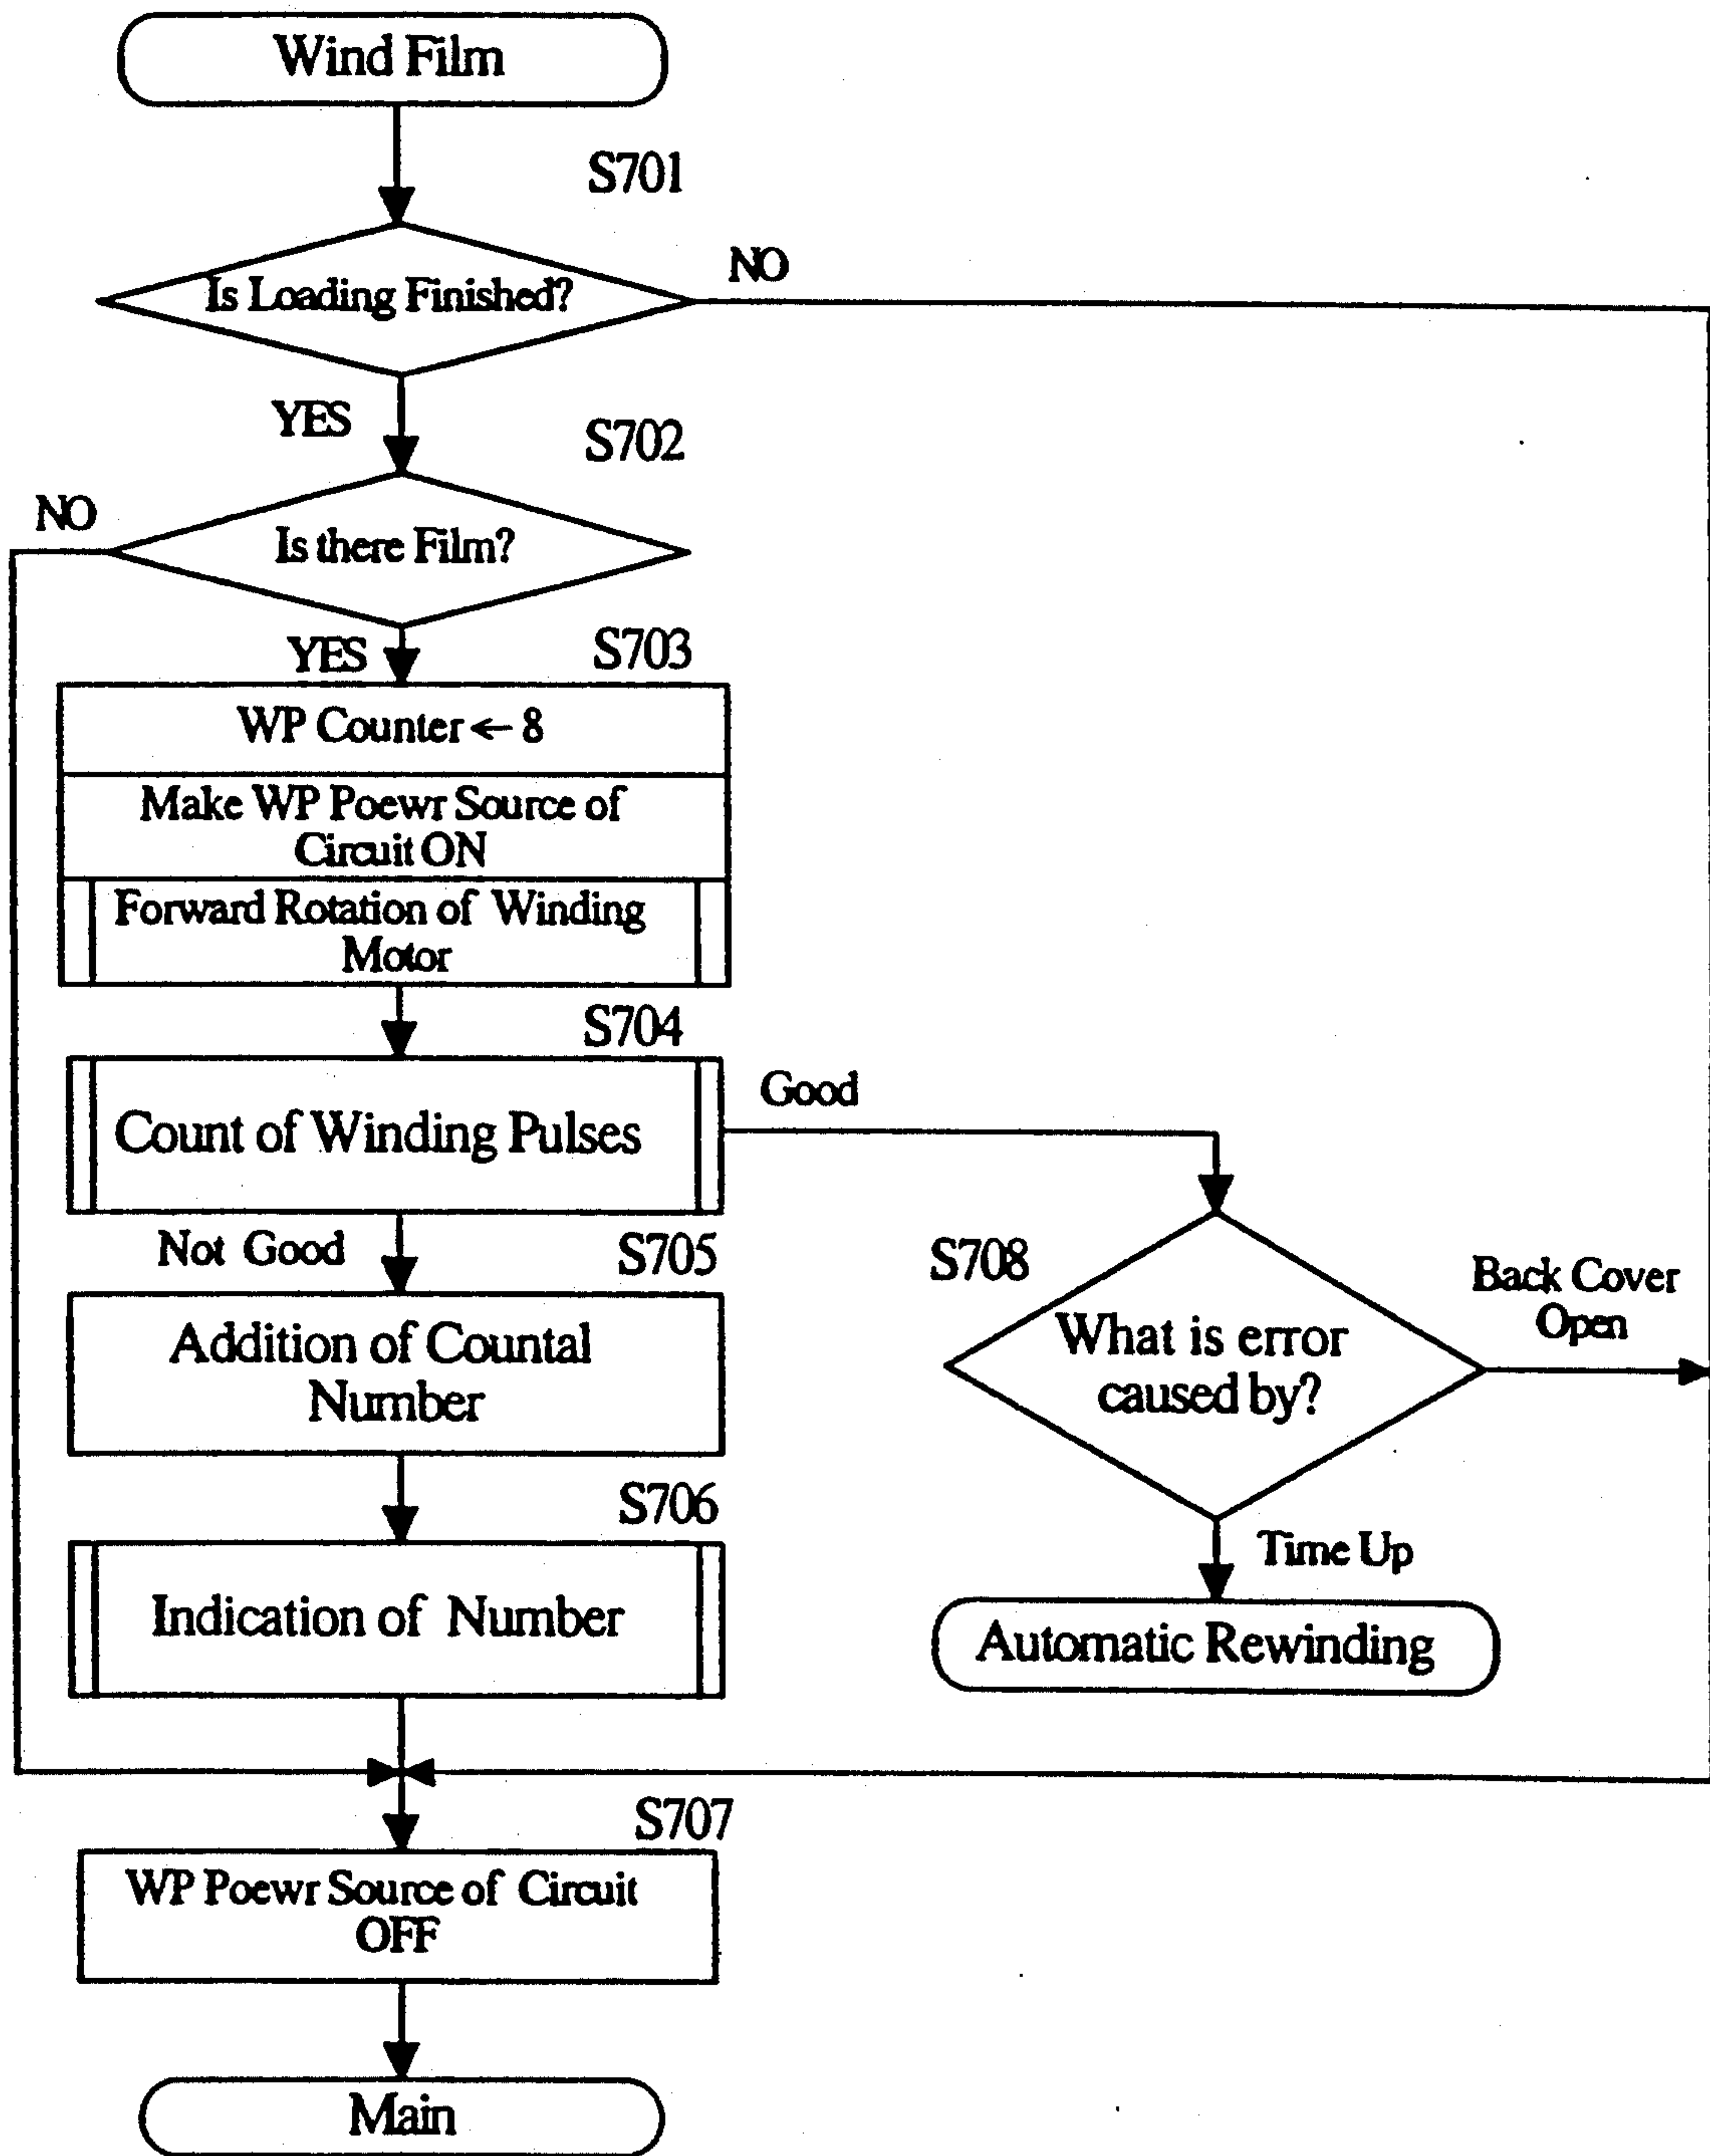 Wind Film
S701
Is Loading Finished?
NO
YES
S702
NO
Is there Film?
YES
S703
WP Counter ← 8
Make WP Poewr Source of
Circuit ON
Forward Rotation of Winding
Motor
S704
Count of Winding Pulses
Good
Not Good
S705
Addition of Countal
Number
S708
What is error
caused by?
Back Cover
Open
S706
Indication of Number
Time Up
Automatic Rewinding
S707
WP Poewr Source of Circuit
OFF
Main